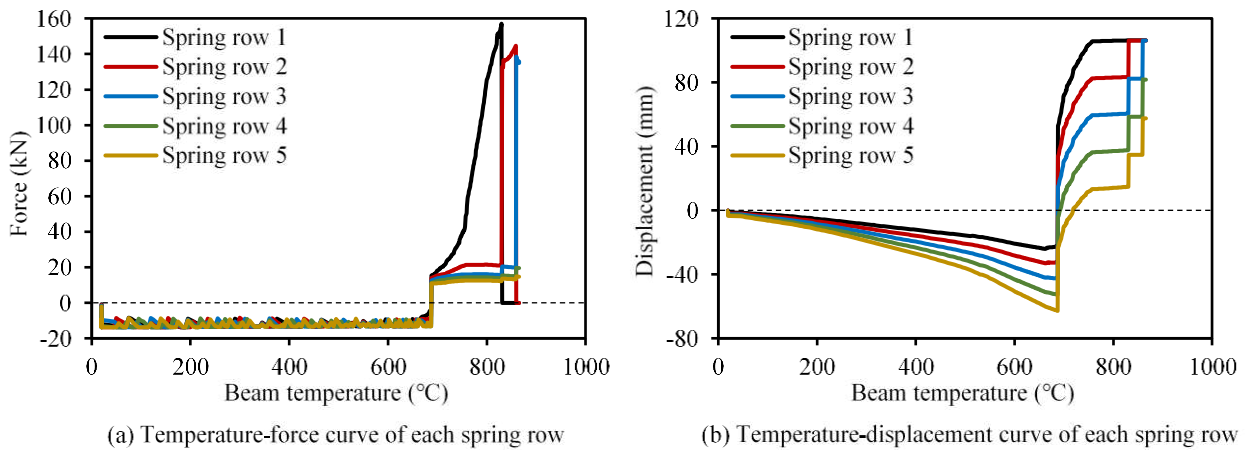 160
140
120
100
80
60
40
20
0
-20
Force (kN)
Spring row 1
Spring row 2
Spring row 3
Spring row 4
Spring row 5
0 200 400 600 800 1000
Beam temperature (℃)
(a) Temperature-force curve of each spring row
120
80
40
0
-40
-80
Displacement (mm)
Spring row 1
Spring row 2
Spring row 3
Spring row 4
Spring row 5
0 200 400 600 800 1000
Beam temperature (℃)
(b) Temperature-displacement curve of each spring row